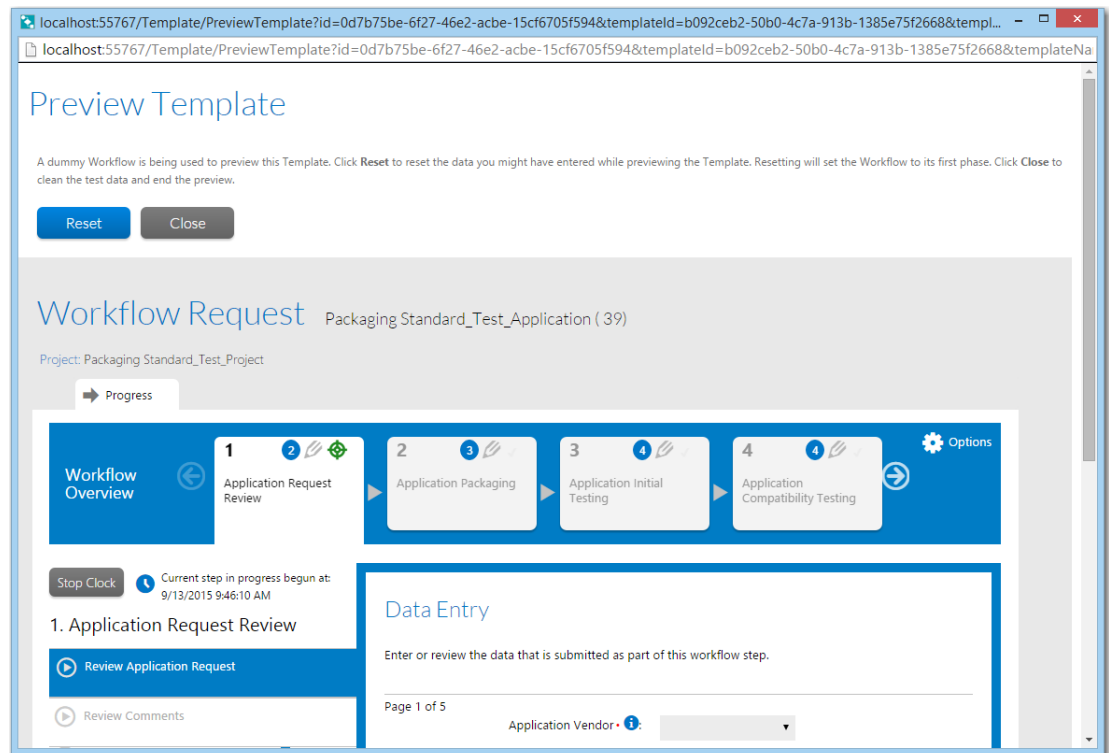 localhost:55767/Template/PreviewTemplate?id=0d7b75be-6f27-46e2-acbe-15cf6705f594&templateId=b092ceb2-50b0-4c7a-913b-1385e75f2668&templ...
localhost:55767/Template/PreviewTemplate?id=0d7b75be-6f27-46e2-acbe-15cf6705f594&templateId=b092ceb2-50b0-4c7a-913b-1385e75f2668&templateNa
Preview Template
A dummy Workflow is being used to preview this Template. Click Reset to reset the data you might have entered while previewing the Template. Resetting will set the Workflow to its first phase. Click Close to
clean the test data and end the preview.
Reset Close
Workflow Request Packaging Standard_Test_Application ( 39)
Project: Packaging Standard_Test_Project
Progress
Workflow
Overview
1 2
Application Request
Review
2 3
Application Packaging
3 4
Application Initial
Testing
4 4
Application
Compatibility Testing
Options
Stop Clock
Current step in progress begun at:
9/13/2015 9:46:10 AM
1. Application Request Review
Review Application Request
Review Comments
Data Entry
Enter or review the data that is submitted as part of this workflow step.
Page 1 of 5
Application Vendor • i :